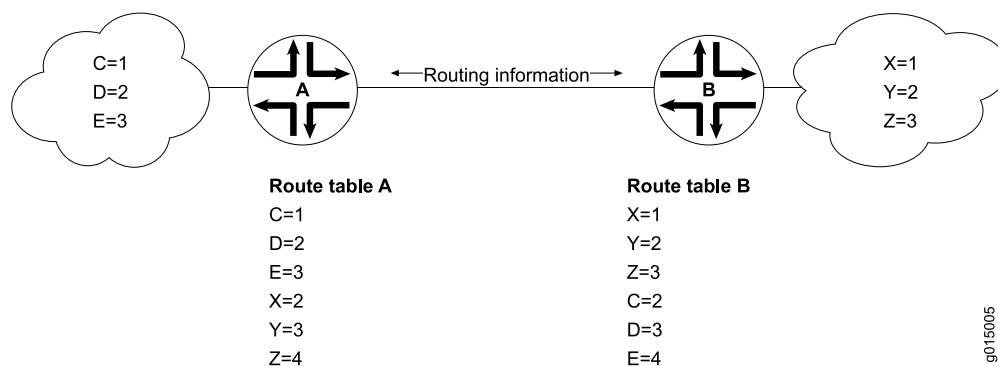 C=1
D=2
E=3
A
Routing information
B
X=1
Y=2
Z=3
Route table A
C=1
D=2
E=3
X=2
Y=3
Z=4
Route table B
X=1
Y=2
Z=3
C=2
D=3
E=4
g015005